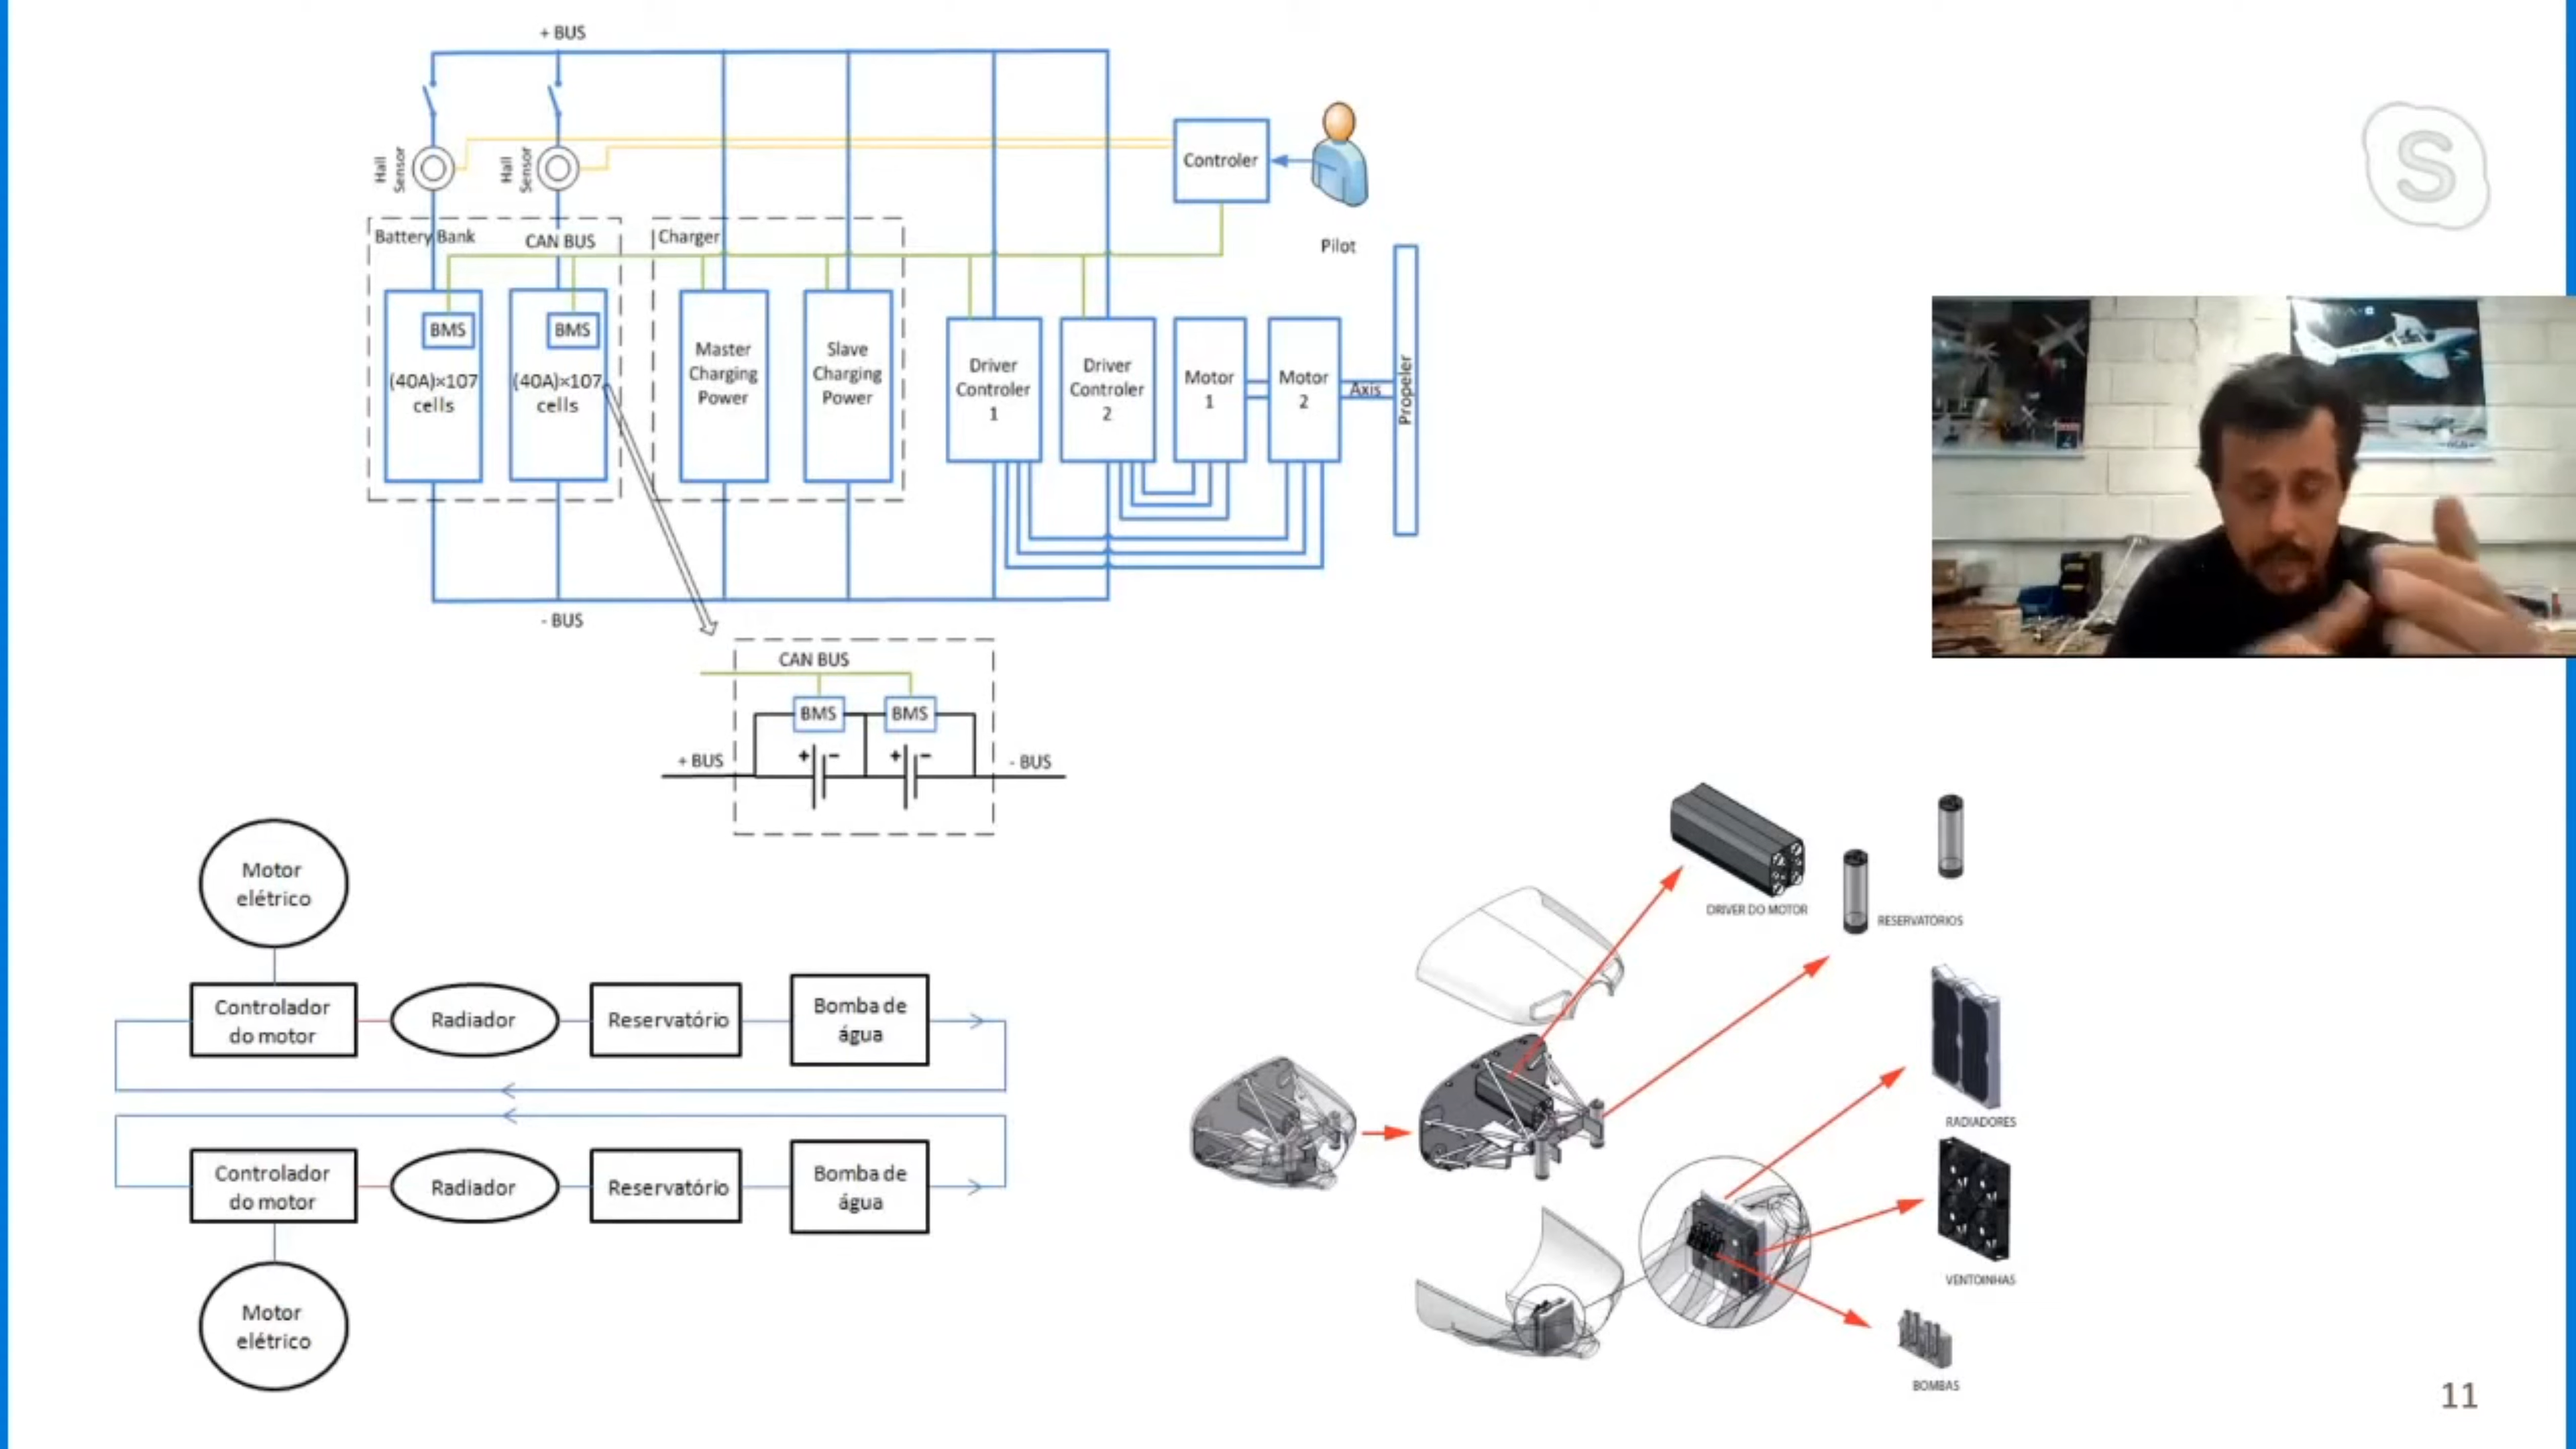 + BUS
Hall
Sensor
Hall
Sensor
Controler
Pilot
Battery Bank
CAN BUS
Charger
BMS
(40A)×107
cells
BMS
(40A)×107
cells
Master
Charging
Power
Slave
Charging
Power
Driver
Controler
1
Driver
Controler
2
Motor
1
Motor
2
Axis
Propeler
- BUS
CAN BUS
BMS
BMS
+ -
+ -
+ BUS
- BUS
Motor
elétrico
Controlador
do motor
Radiador
Reservatório
Bomba de
água
Controlador
do motor
Radiador
Reservatório
Bomba de
água
Motor
elétrico
DRIVER DO MOTOR
RESERVATÓRIOS
RADIADORES
VENTOINHAS
BOMBAS
S
11